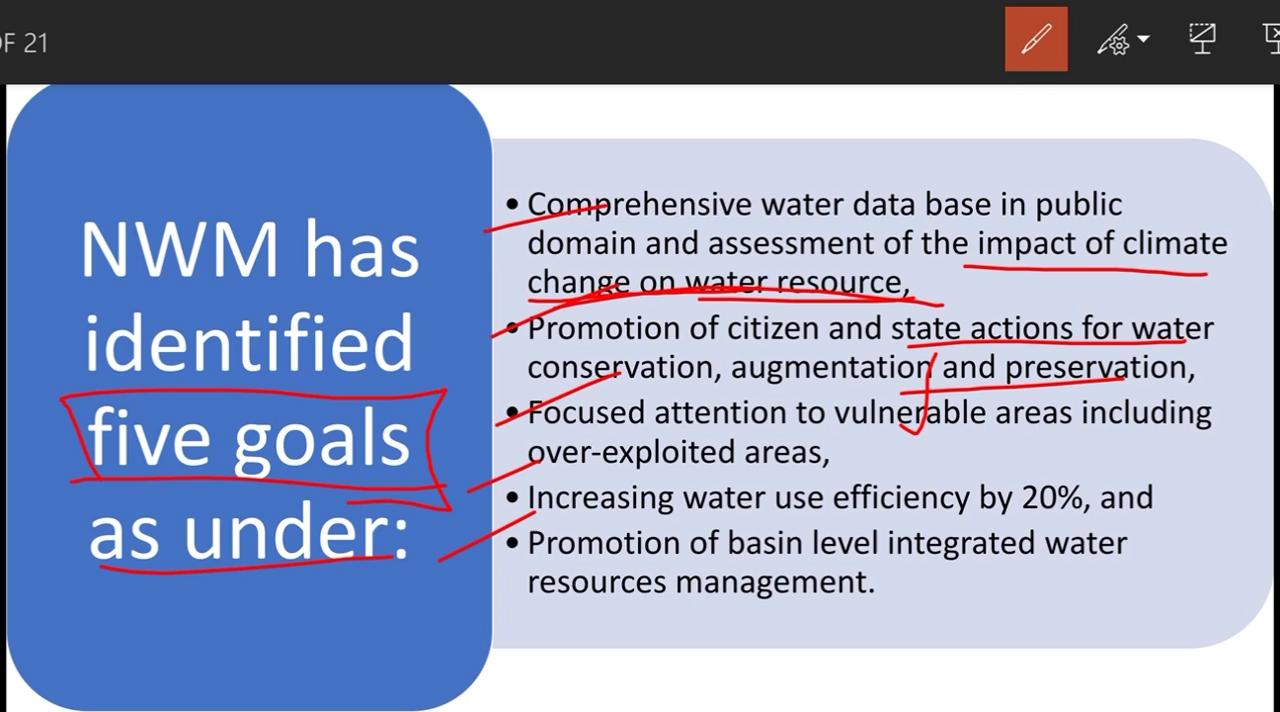 OF 21
NWM has
identified
five goals
as under:
• Comprehensive water data base in public
domain and assessment of the impact of climate
change on water resource,
• Promotion of citizen and state actions for water
conservation, augmentation and preservation,
• Focused attention to vulnerable areas including
over-exploited areas,
• Increasing water use efficiency by 20%, and
• Promotion of basin level integrated water
resources management.